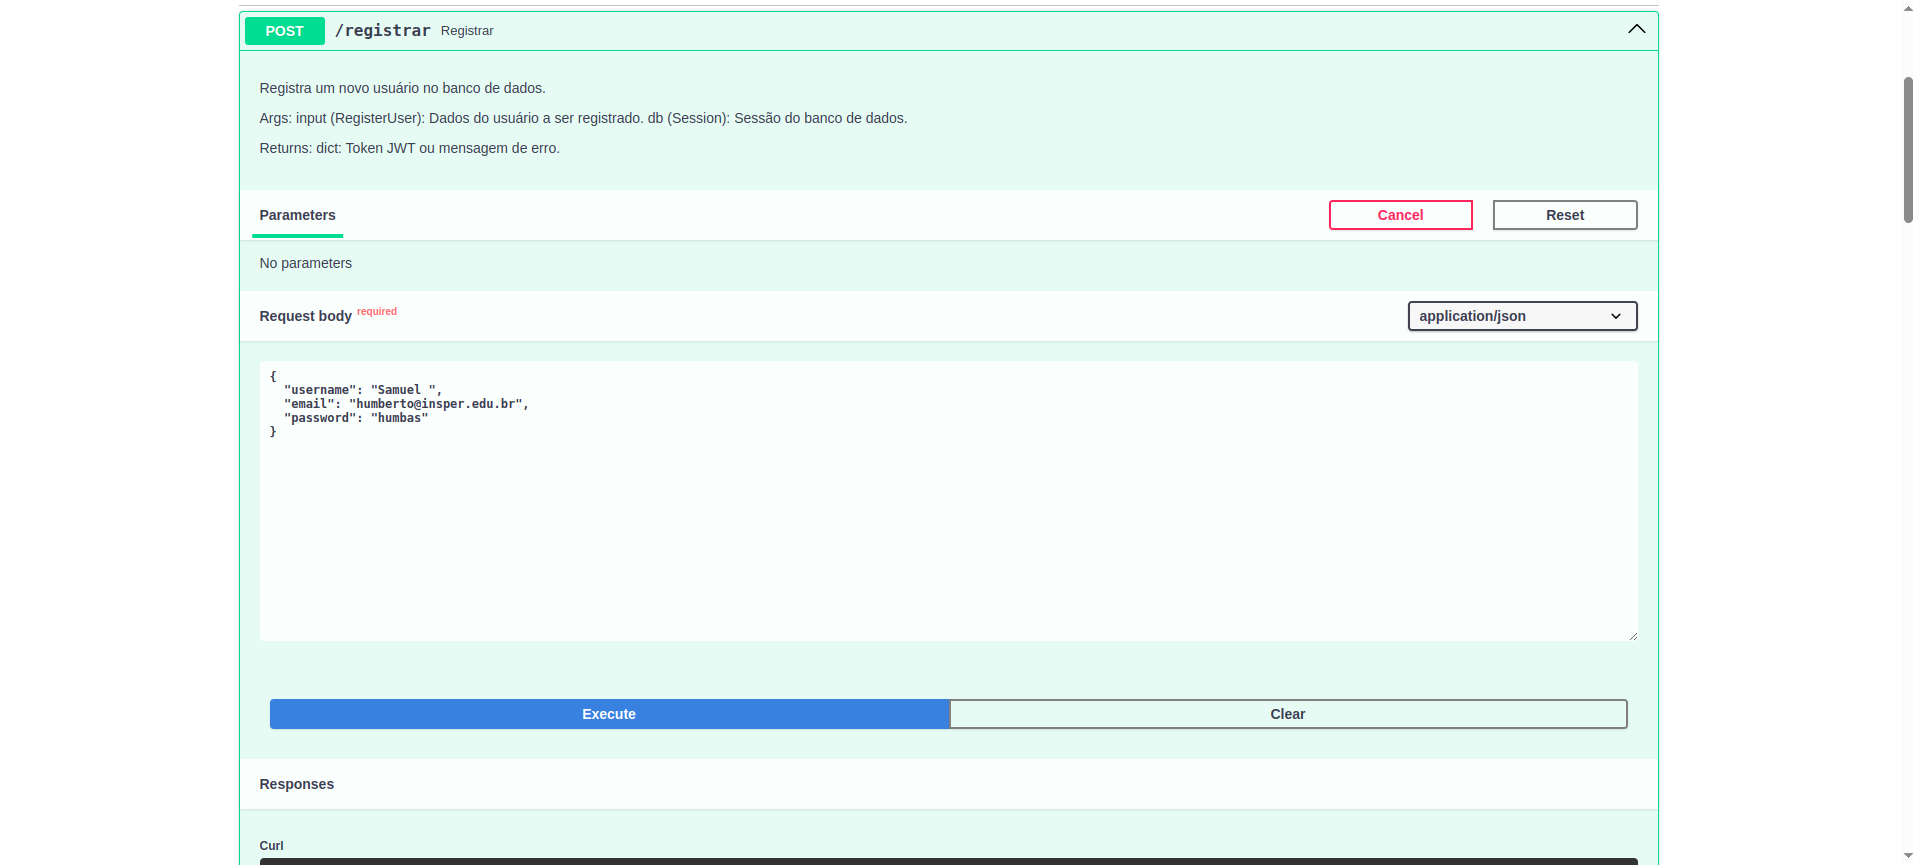 POST /registrar Registrar
Registra um novo usuário no banco de dados.
Args: input (RegisterUser): Dados do usuário a ser registrado. db (Session): Sessão do banco de dados.
Returns: dict: Token JWT ou mensagem de erro.
Parameters Cancel Reset
No parameters
Request body required application/json
{
  "username": "Samuel ",
  "email": "humberto@insper.edu.br",
  "password": "humbas"
}
Execute Clear
Responses
Curl